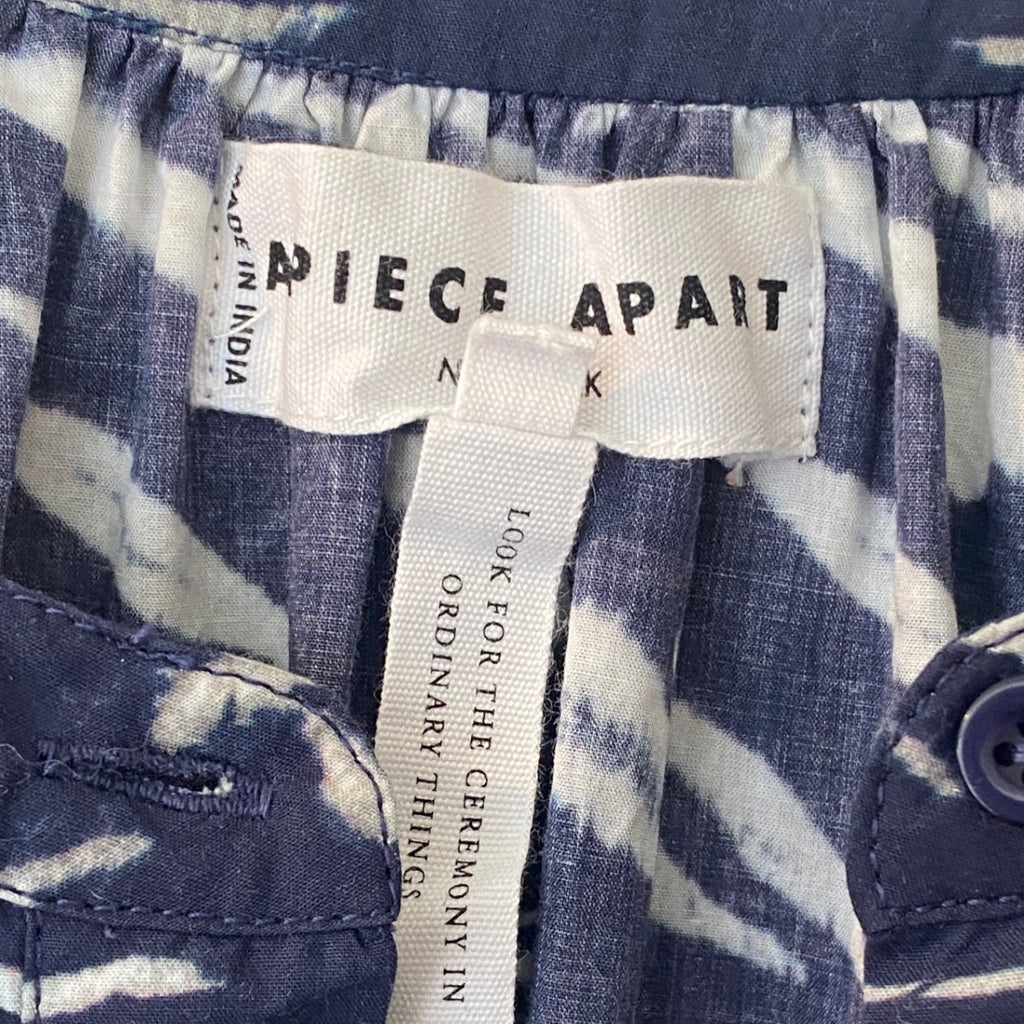 MADE IN INDIA
PIECE APART
LOOK FOR THE CEREMONY IN
ORDINARY THINGS